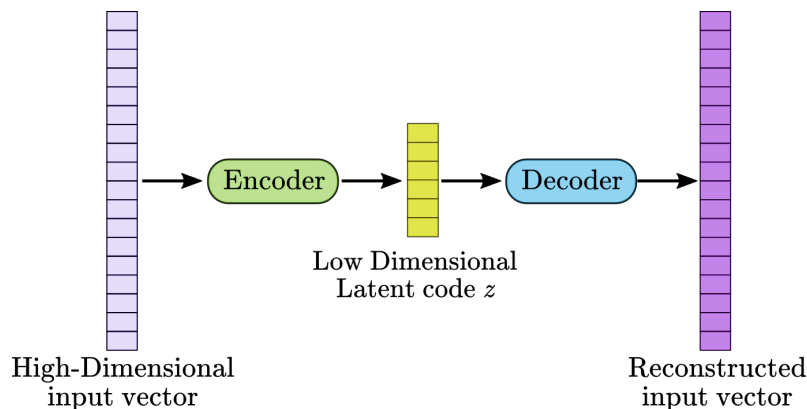 Encoder
Decoder
Low Dimensional
Latent code z
High-Dimensional
input vector
Reconstructed
input vector